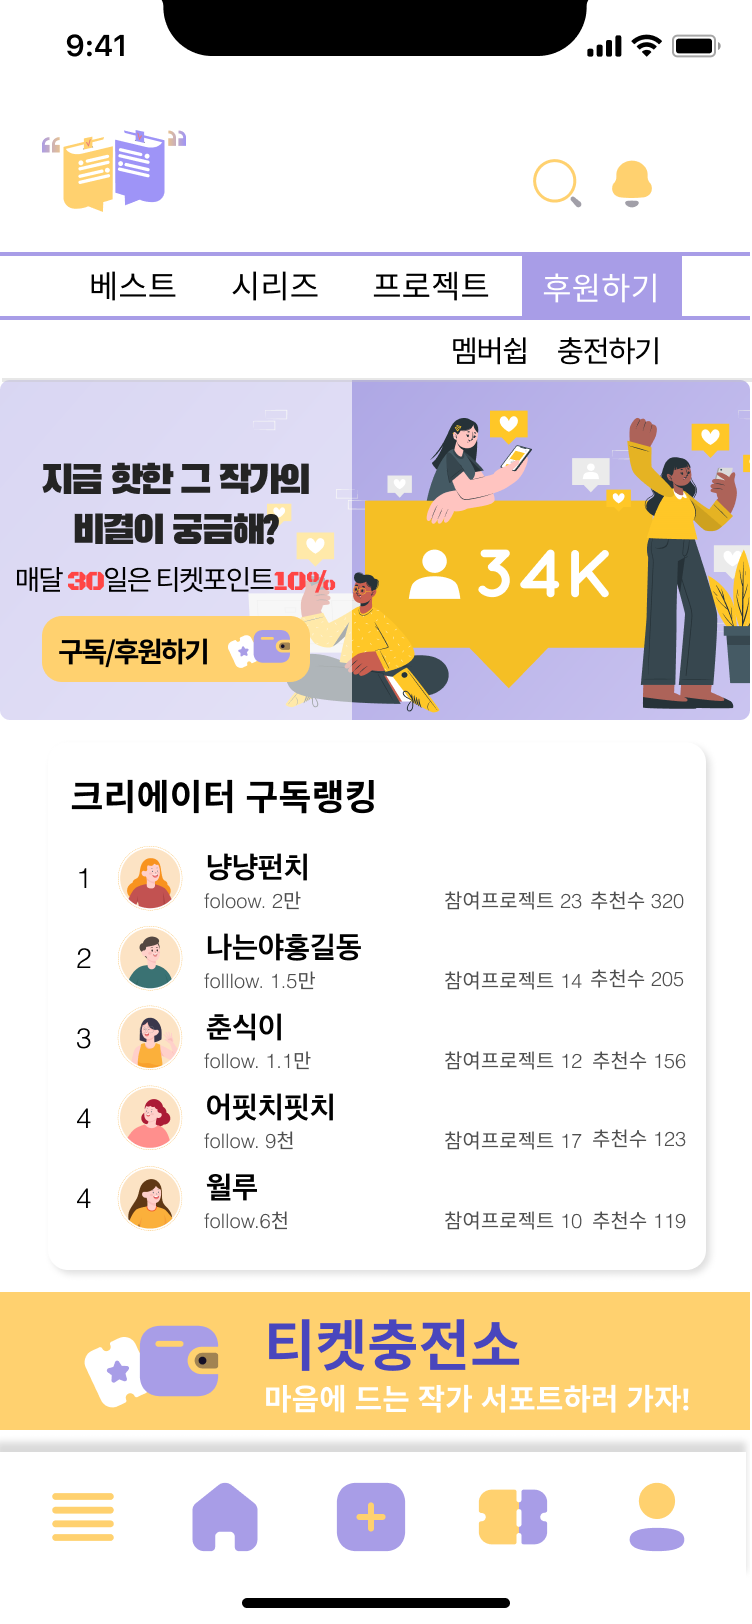 9:41
베스트 시리즈 프로젝트 후원하기
멤버쉽 충전하기
지금 핫한 그 작가의
비결이 궁금해?
매달 30일은 티켓포인트10%
구독/후원하기
34K
크리에이터 구독랭킹
1 냥냥펀치
foloow. 2만 참여프로젝트 23 추천수 320
2 나는야홍길동
folllow. 1.5만 참여프로젝트 14 추천수 205
3 춘식이
follow. 1.1만 참여프로젝트 12 추천수 156
4 어핏치핏치
follow. 9천 참여프로젝트 17 추천수 123
4 월루
follow.6천 참여프로젝트 10 추천수 119
티켓충전소
마음에 드는 작가 서포트하러 가자!